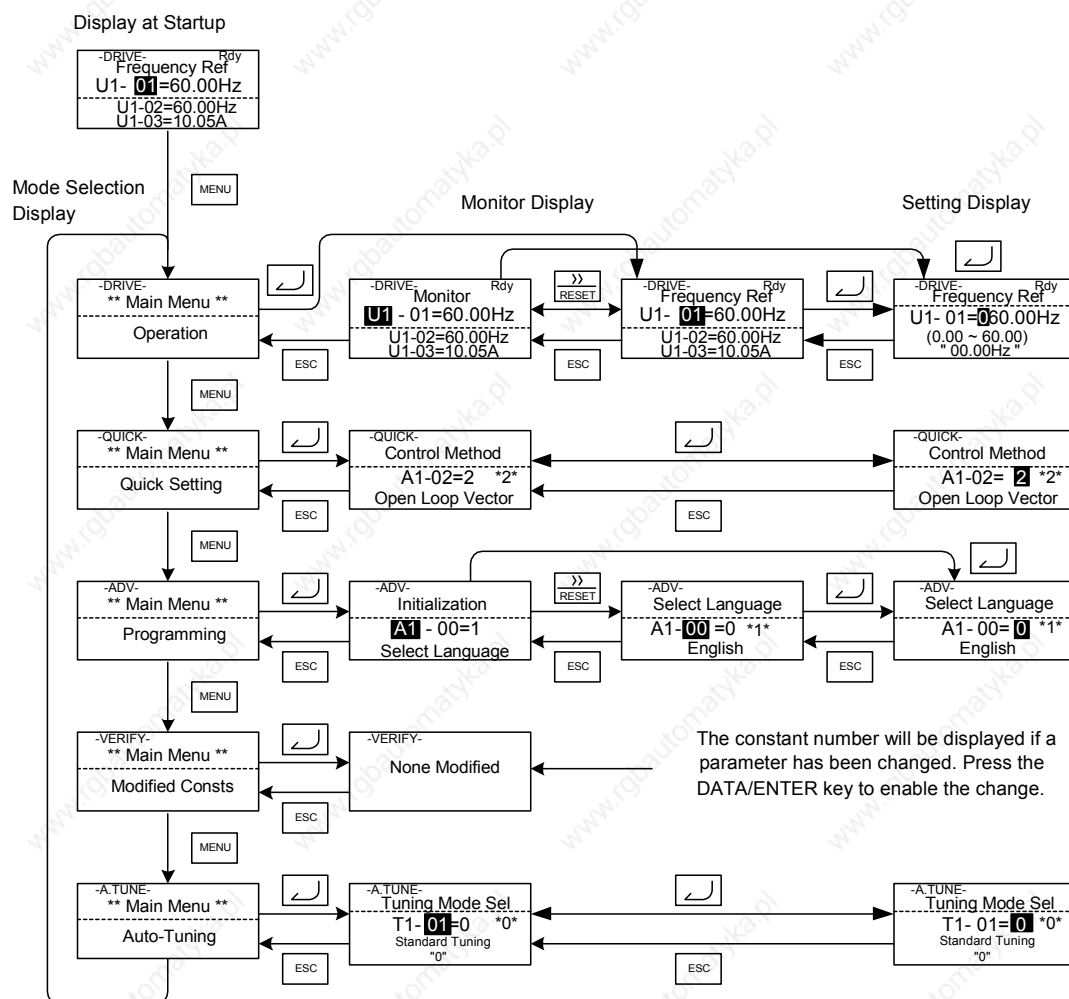 Display at Startup
-DRIVE- Rdy
Frequency Ref
U1- 01=60.00Hz
U1-02=60.00Hz
U1-03=10.05A
MENU
Mode Selection
Display
Monitor Display
Setting Display
-DRIVE-
** Main Menu **
Operation
-DRIVE- Rdy
Monitor
U1 - 01=60.00Hz
U1-02=60.00Hz
U1-03=10.05A
>>
RESET
-DRIVE- Rdy
Frequency Ref
U1- 01=60.00Hz
U1-02=60.00Hz
U1-03=10.05A
-DRIVE- Rdy
Frequency Ref
U1- 01=060.00Hz
(0.00 ~ 60.00)
" 00.00Hz "
ESC
ESC
ESC
MENU
-QUICK-
** Main Menu **
Quick Setting
-QUICK-
Control Method
A1-02=2 *2*
Open Loop Vector
-QUICK-
Control Method
A1-02= 2 *2*
Open Loop Vector
ESC
ESC
MENU
-ADV-
** Main Menu **
Programming
-ADV-
Initialization
A1 - 00=1
Select Language
>>
RESET
-ADV-
Select Language
A1- 00 =0 *1*
English
-ADV-
Select Language
A1- 00= 0 *1*
English
ESC
ESC
ESC
MENU
-VERIFY-
** Main Menu **
Modified Consts
-VERIFY-
None Modified
The constant number will be displayed if a
parameter has been changed. Press the
DATA/ENTER key to enable the change.
ESC
MENU
-A.TUNE-
** Main Menu **
Auto-Tuning
-A.TUNE-
Tuning Mode Sel
T1- 01=0 *0*
Standard Tuning
"0"
-A.TUNE-
Tuning Mode Sel
T1- 01= 0 *0*
Standard Tuning
"0"
ESC
ESC
www.rgbautomatyka.pl